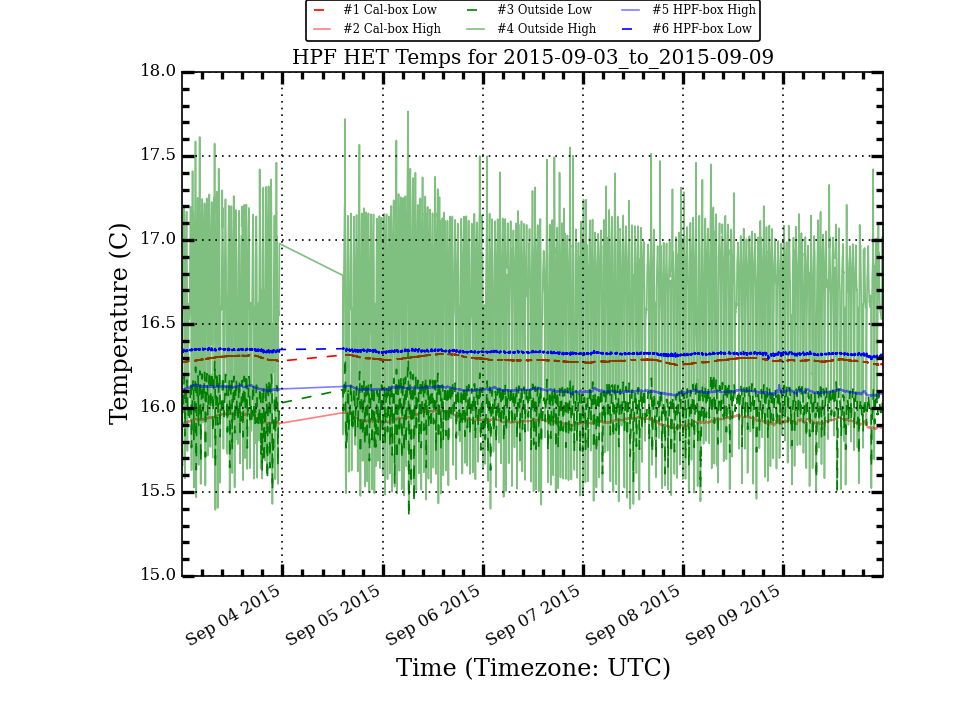 #1 Cal-box Low #3 Outside Low #5 HPF-box High
#2 Cal-box High #4 Outside High #6 HPF-box Low
HPF HET Temps for 2015-09-03_to_2015-09-09
18.0
17.5
17.0
16.5
16.0
15.5
15.0
Temperature (C)
Sep 04 2015 Sep 05 2015 Sep 06 2015 Sep 07 2015 Sep 08 2015 Sep 09 2015
Time (Timezone: UTC)